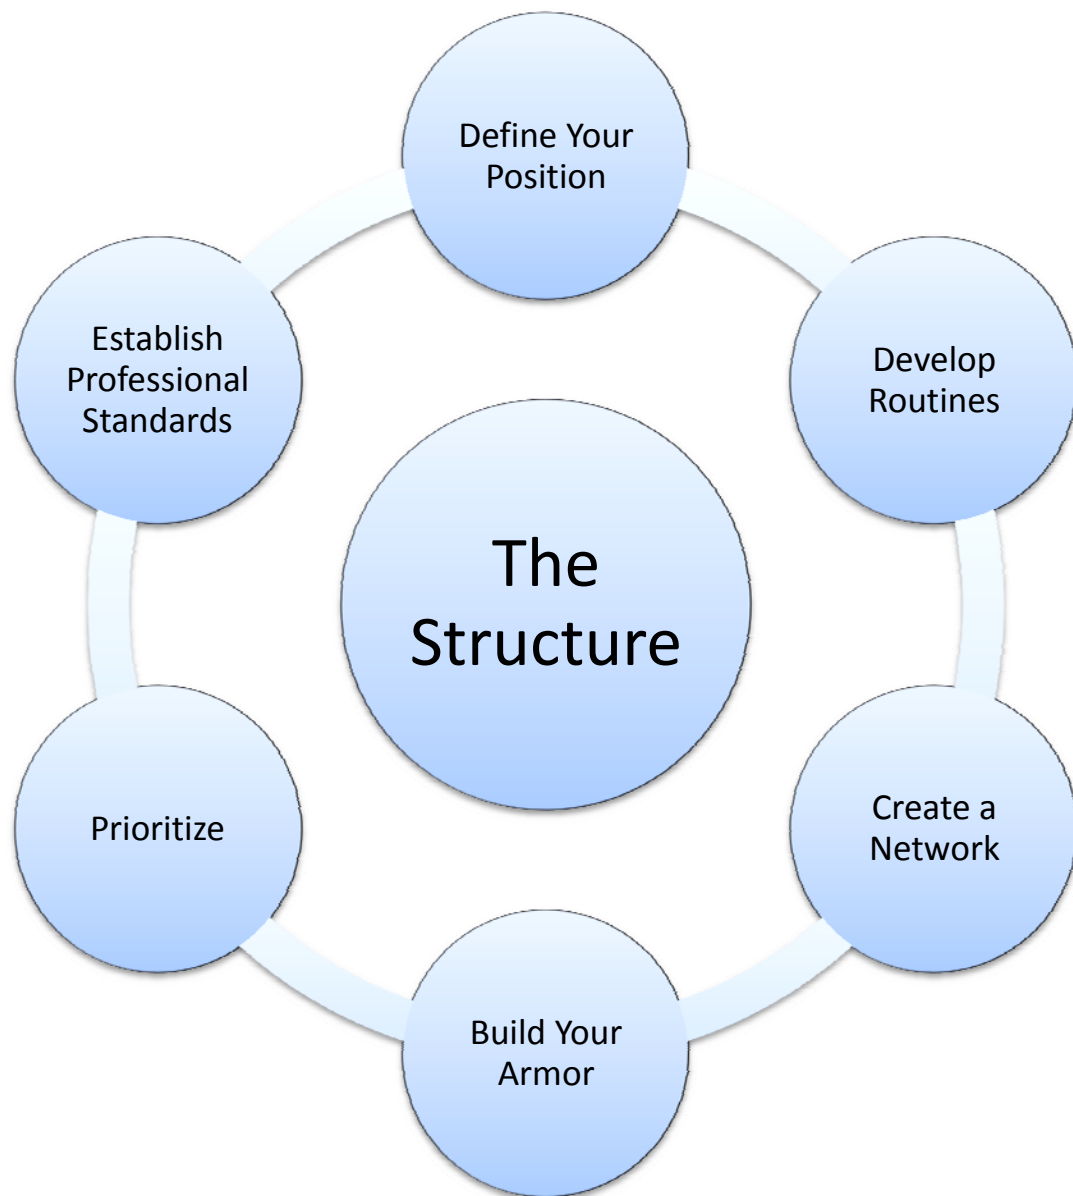 Define Your
Position
Develop
Routines
Create a
Network
Build Your
Armor
Prioritize
Establish
Professional
Standards
The
Structure